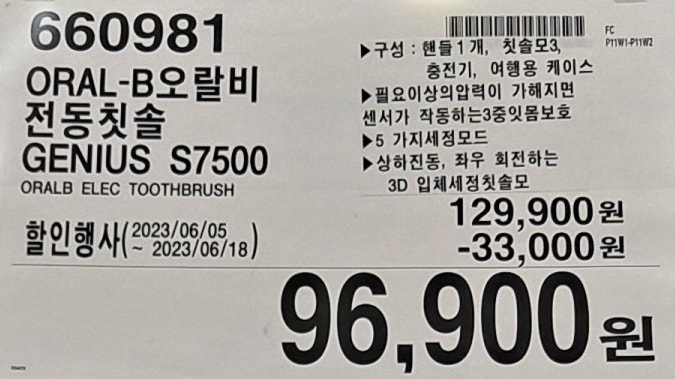 660981
ORAL-B오랄비
전동칫솔
GENIUS S7500
ORALB ELEC TOOTHBRUSH
할인행사(2023/06/05
~ 2023/06/18)
FC
P11W1-P11W2
▶구성 : 핸들1개, 칫솔모3,
충전기, 여행용 케이스
▶필요이상의압력이 가해지면
센서가 작동하는3중잇몸보호
▶5 가지세정모드
▶상하진동, 좌우 회전하는
3D 입체세정칫솔모
129,900원
-33,000원
96,900원